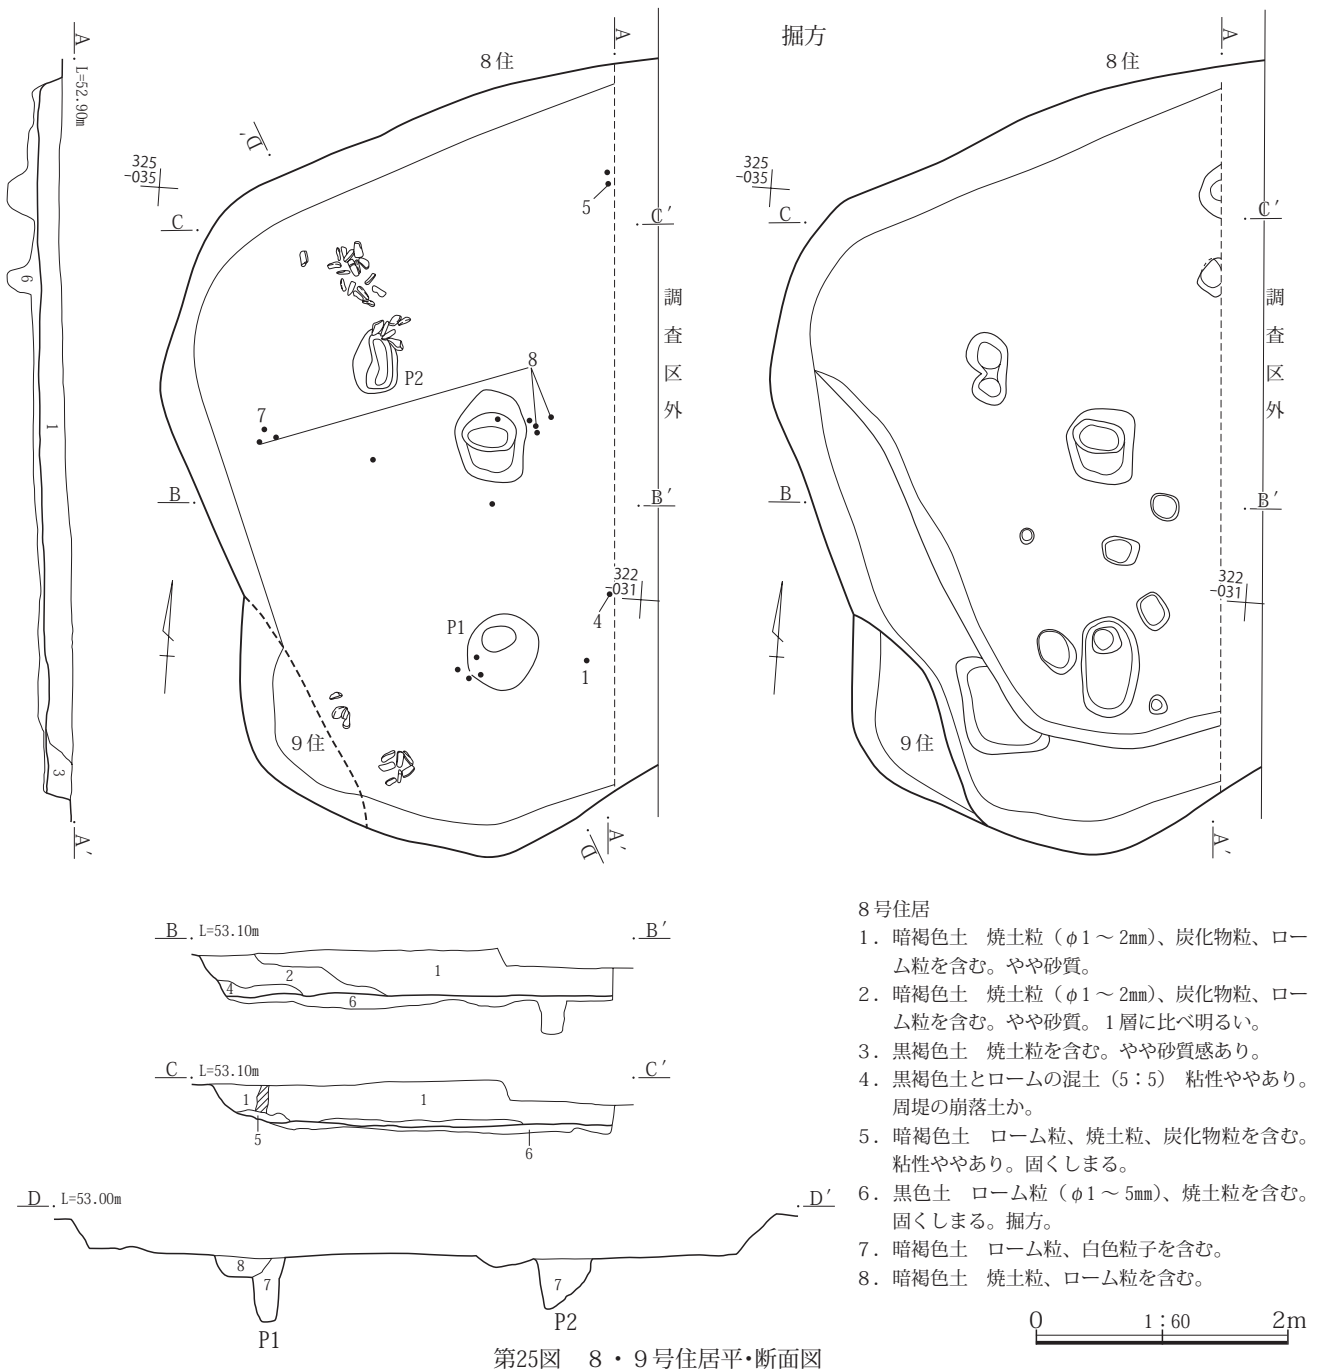 掘方
A
A
A
L=52.90m
8住
8住
D′
325
-035
325
-035
C
C′
C
C′
5
6
調査区外
調査区外
P2
8
7
1
B
B′
B
B′
322
-031
322
-031
P1
4
1
9住
9住
3
A′
D
A′
A′
B
L=53.10m
B′
1
2
4
6
C
L=53.10m
C′
1
1
5
6
D
L=53.00m
D′
8
7
7
P1
P2
8号住居
1. 暗褐色土 焼土粒(φ1~2㎜)、炭化物粒、ロー
ム粒を含む。やや砂質。
2. 暗褐色土 焼土粒(φ1~2㎜)、炭化物粒、ロー
ム粒を含む。やや砂質。1層に比べ明るい。
3. 黒褐色土 焼土粒を含む。やや砂質感あり。
4. 黒褐色土とロームの混土(5:5) 粘性ややあり。
周堤の崩落土か。
5. 暗褐色土 ローム粒、焼土粒、炭化物粒を含む。
粘性ややあり。固くしまる。
6. 黒色土 ローム粒(φ1~5㎜)、焼土粒を含む。
固くしまる。掘方。
7. 暗褐色土 ローム粒、白色粒子を含む。
8. 暗褐色土 焼土粒、ローム粒を含む。
0 1:60 2m
第25図 8・9号住居平・断面図